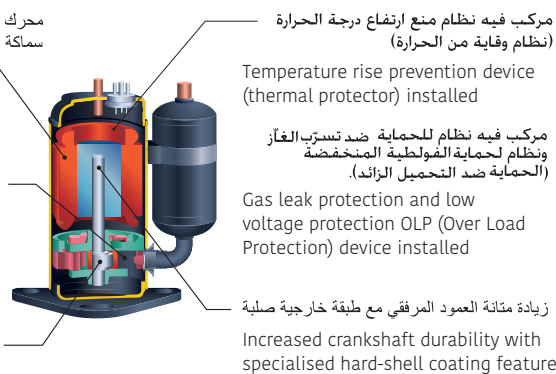 محرك
سماكة
مركب فيه نظام منع ارتفاع درجة الحرارة
(نظام وقاية من الحرارة)
Temperature rise prevention device
(thermal protector) installed
مركب فيه نظام للحماية ضد تسرّب الغاّز
ونظام لحماية الفولطية المنخفضة
(الحماية ضد التحميل الزائد).
Gas leak protection and low
voltage protection OLP (Over Load
Protection) device installed
زيادة متانة العمود المرفقي مع طبقة خارجية صلبة
Increased crankshaft durability with
specialised hard-shell coating feature